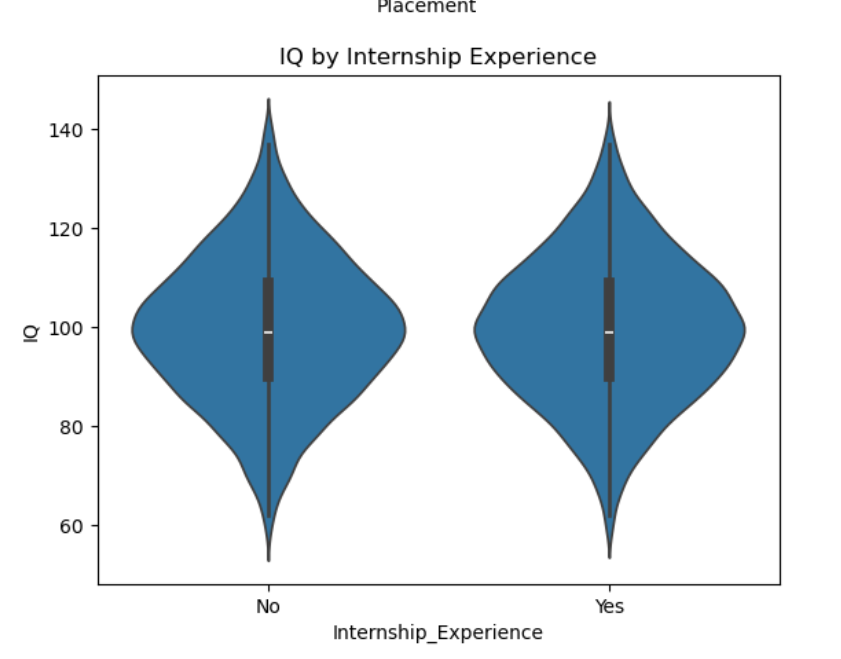 Placement
IQ by Internship Experience
140
120
100
80
60
IQ
No Yes
Internship_Experience